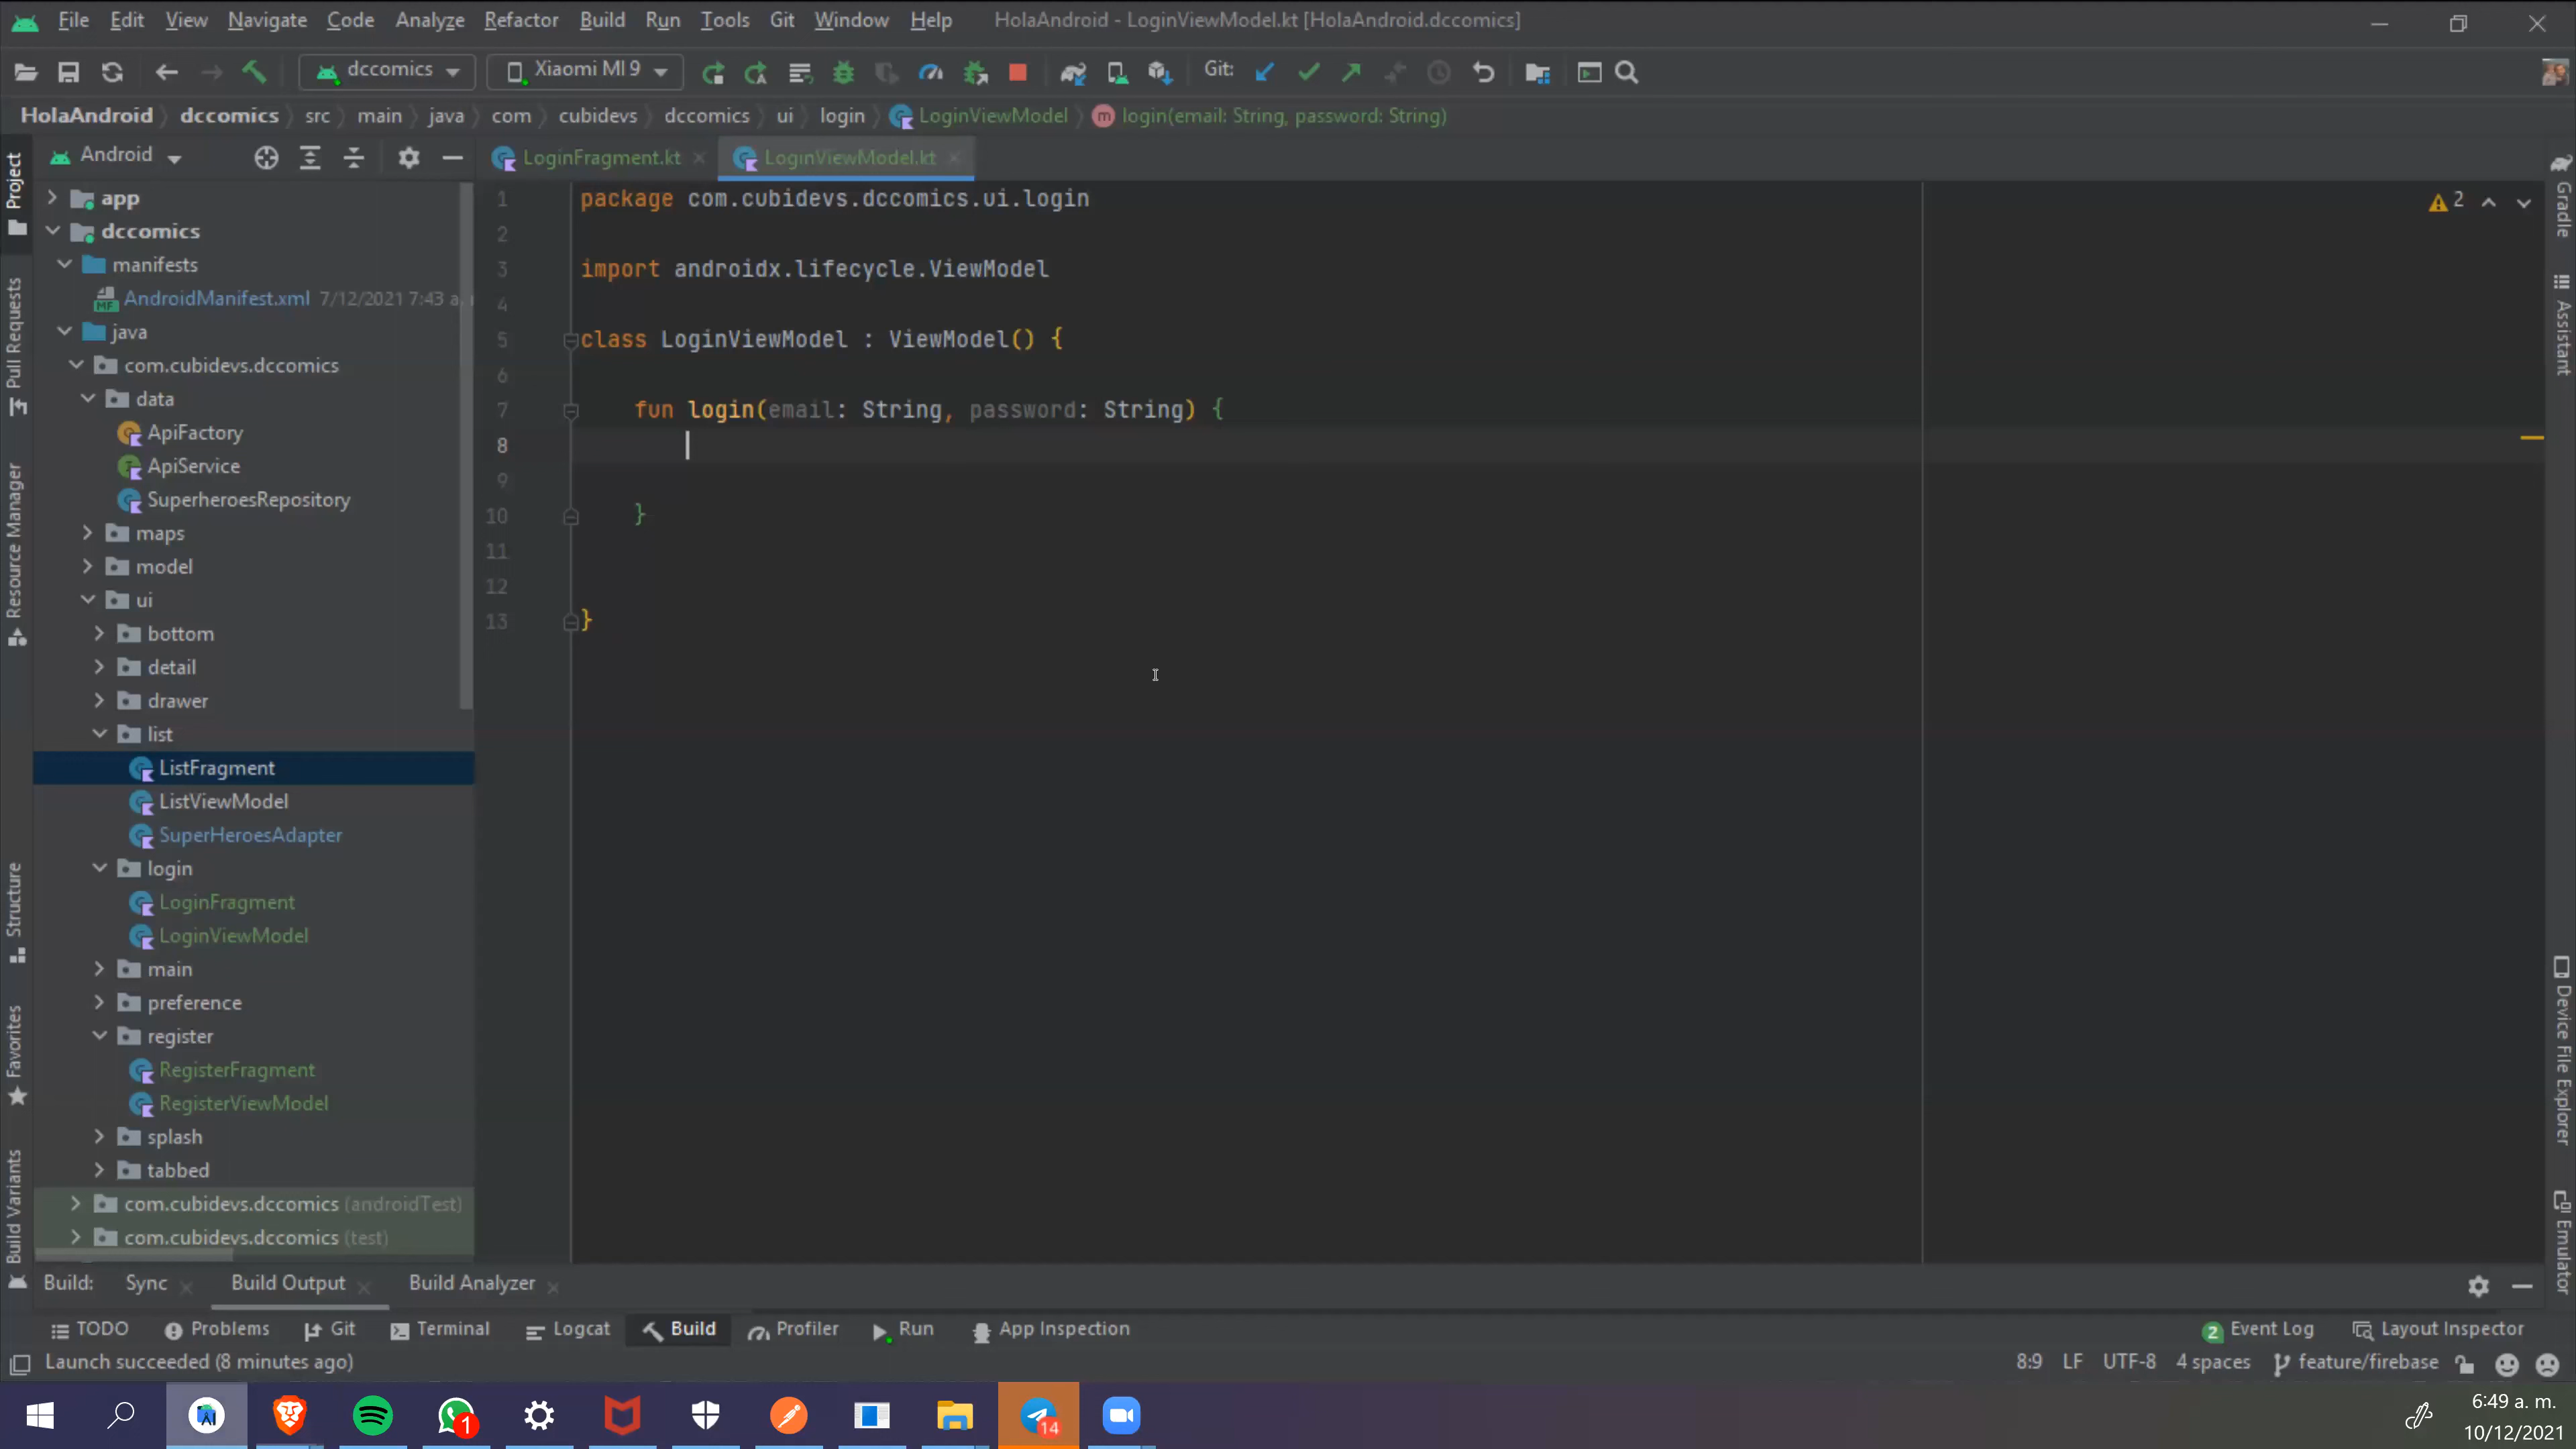 File Edit View Navigate Code Analyze Refactor Build Run Tools Git Window Help HolaAndroid - LoginViewModel.kt [HolaAndroid.dccomics]
dccomics Xiaomi MI 9 Git:
HolaAndroid dccomics src main java com cubidevs dccomics ui login LoginViewModel login(email: String, password: String)
Project
Pull Requests
Resource Manager
Structure
Favorites
Build Variants
Android
app
dccomics
manifests
AndroidManifest.xml 7/12/2021 7:43 a.
java
com.cubidevs.dccomics
data
ApiFactory
ApiService
SuperheroesRepository
maps
model
ui
bottom
detail
drawer
list
ListFragment
ListViewModel
SuperHeroesAdapter
login
LoginFragment
LoginViewModel
main
preference
register
RegisterFragment
RegisterViewModel
splash
tabbed
com.cubidevs.dccomics (androidTest)
com.cubidevs.dccomics (test)
LoginFragment.kt LoginViewModel.kt
2
1 package com.cubidevs.dccomics.ui.login
2
3 import androidx.lifecycle.ViewModel
4
5 class LoginViewModel : ViewModel() {
6
7 fun login(email: String, password: String) {
8
9
10 }
11
12
13 }
Gradle
Assistant
Device File Explorer
Emulator
Build: Sync Build Output Build Analyzer
TODO Problems Git Terminal Logcat Build Profiler Run App Inspection 2 Event Log Layout Inspector
Launch succeeded (8 minutes ago) 8:9 LF UTF-8 4 spaces feature/firebase
1
14
6:49 a. m.
10/12/2021